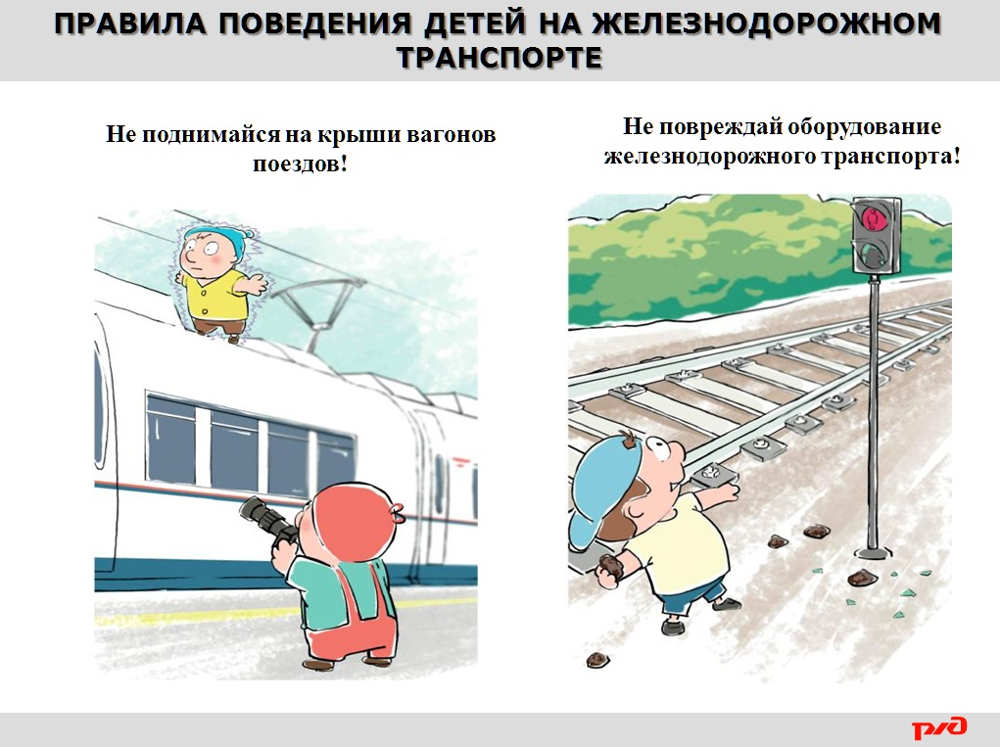 ПРАВИЛА ПОВЕДЕНИЯ ДЕТЕЙ НА ЖЕЛЕЗНОДОРОЖНОМ
ТРАНСПОРТЕ
Не поднимайся на крыши вагонов
поездов!
Не повреждай оборудование
железнодорожного транспорта!
ржд